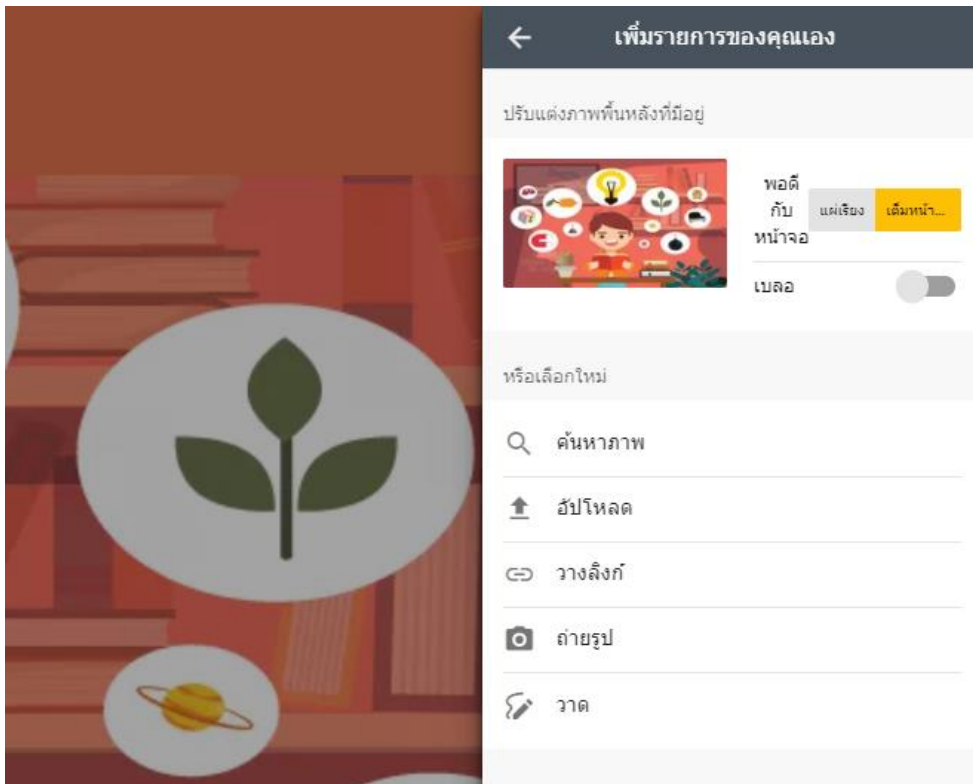 เพิ่มรายการของคุณเอง
ปรับแต่งภาพพื้นหลังที่มีอยู่
พอดี
กับ
หน้าจอ
แผ่เรียง
เต็มหน้า...
เบลอ
หรือเลือกใหม่
ค้นหาภาพ
อัปโหลด
วางลิงก์
ถ่ายรูป
วาด